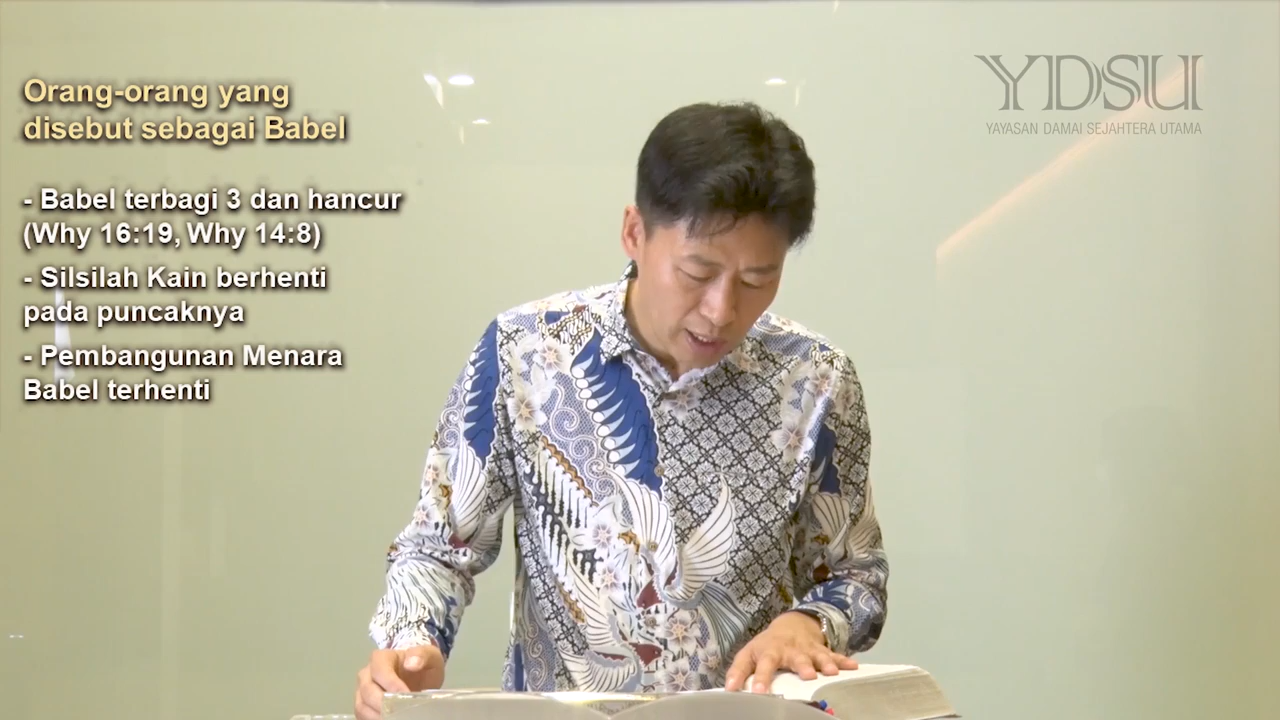 Orang-orang yang
disebut sebagai Babel
- Babel terbagi 3 dan hancur
(Why 16:19, Why 14:8)
- Silsilah Kain berhenti
pada puncaknya
- Pembangunan Menara
Babel terhenti
YDSU
YAYASAN DAMAI SEJAHTERA UTAMA